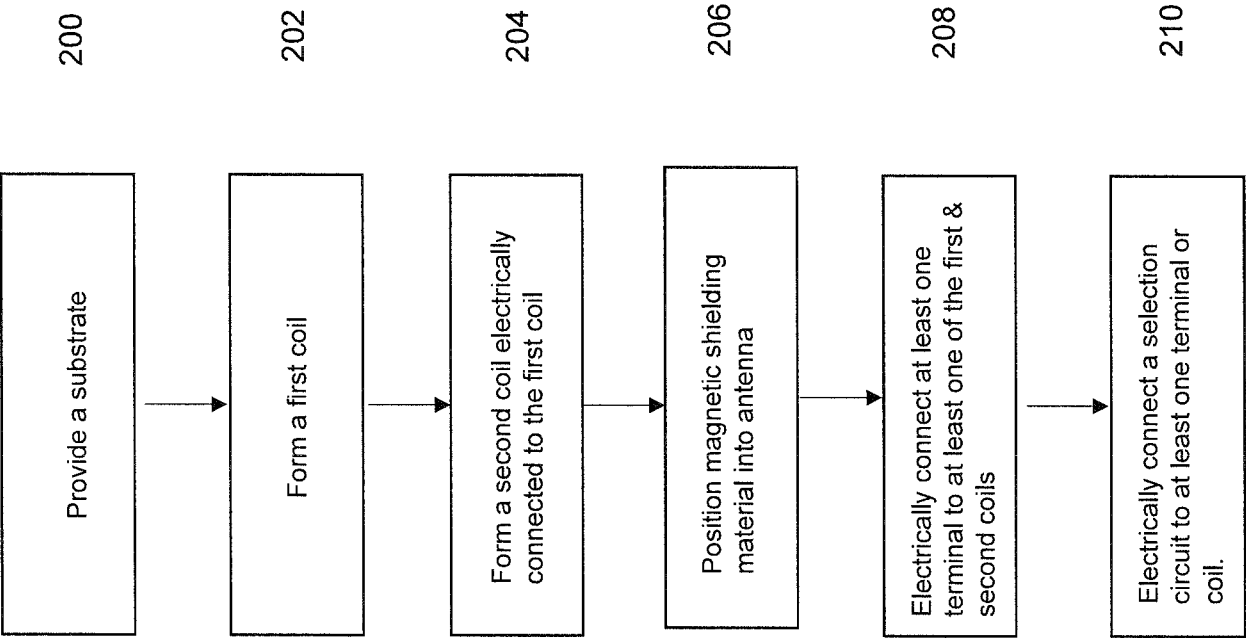 Provide a substrate
200
Form a first coil
202
Form a second coil electrically
connected to the first coil
204
Position magnetic shielding
material into antenna
206
Electrically connect at least one
terminal to at least one of the first &
second coils
208
Electrically connect a selection
circuit to at least one terminal or
coil.
210